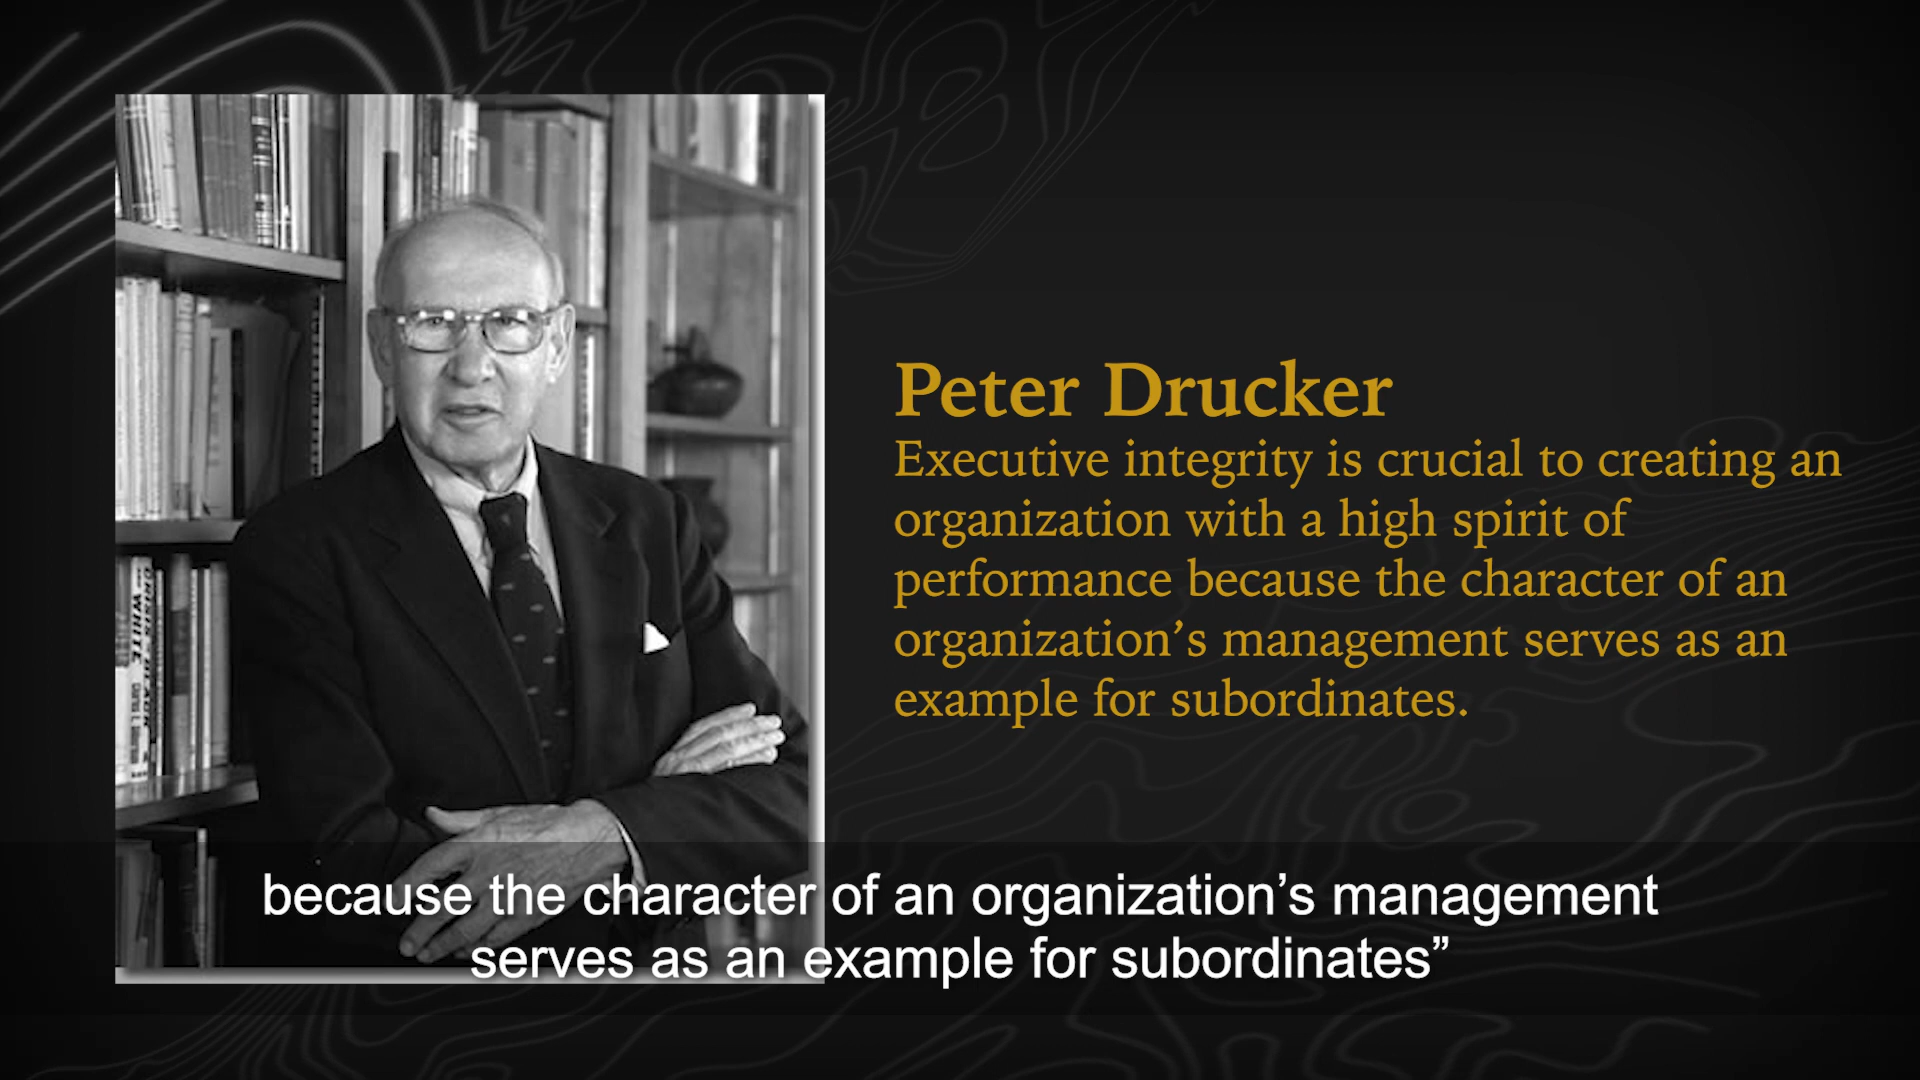 Peter Drucker
Executive integrity is crucial to creating an
organization with a high spirit of
performance because the character of an
organization’s management serves as an
example for subordinates.
because the character of an organization’s management
serves as an example for subordinates”